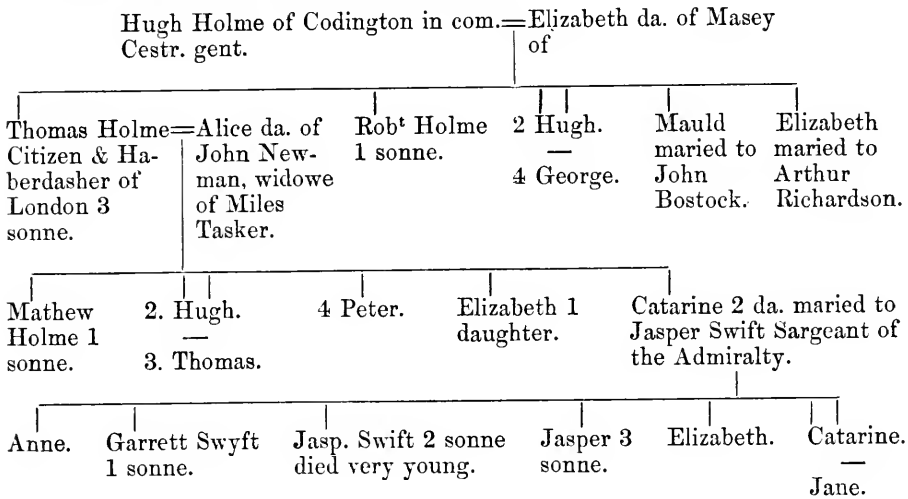 Hugh Holme of Codington in com.=Elizabeth da. of Masey
Cestr. gent. of
Thomas Holme=Alice da. of
Citizen & Ha- John New-
berdasher of man, widowe
London 3 of Miles
sonne. Tasker.
Robᵗ Holme
1 sonne.
2 Hugh.
—
4 George.
Mauld
maried to
John
Bostock.
Elizabeth
maried to
Arthur
Richardson.
Mathew
Holme 1
sonne.
2. Hugh.
—
3. Thomas.
4 Peter.
Elizabeth 1
daughter.
Catarine 2 da. maried to
Jasper Swift Sargeant of
the Admiralty.
Anne.
Garrett Swyft
1 sonne.
Jasp. Swift 2 sonne
died very young.
Jasper 3
sonne.
Elizabeth.
Catarine.
—
Jane.